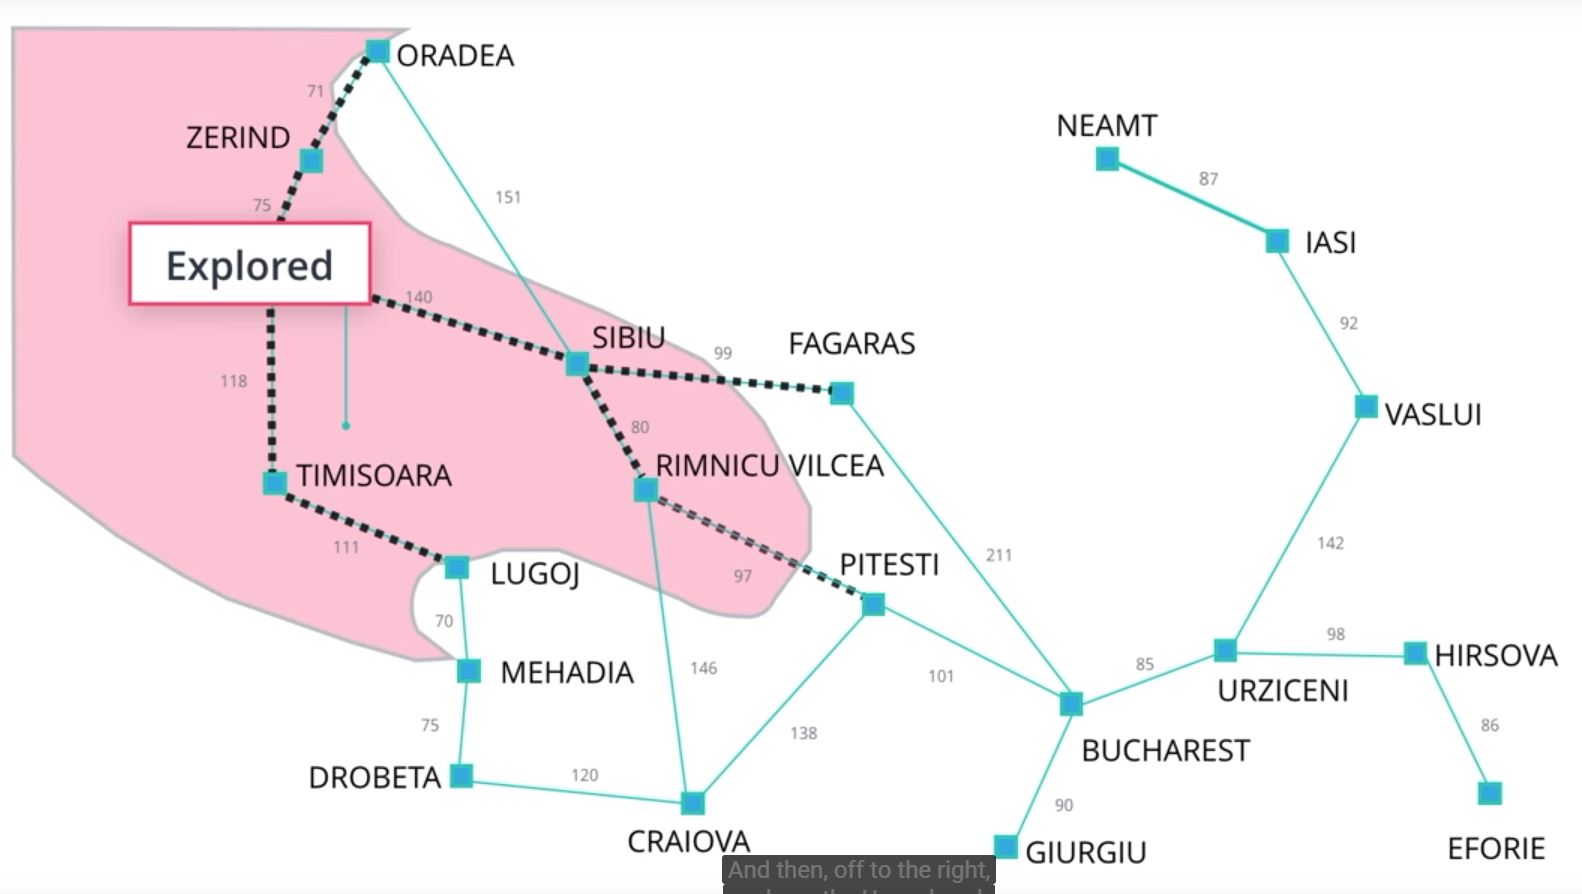 ORADEA
71
ZERIND
75
Explored
151
NEAMT
87
IASI
140
SIBIU
99
FAGARAS
92
118
80
VASLUI
RIMNICU VILCEA
TIMISOARA
111
LUGOJ
97
PITESTI
211
142
70
MEHADIA
146
101
85
98
HIRSOVA
URZICENI
75
138
86
BUCHAREST
DROBETA
120
90
CRAIOVA
GIURGIU
EFORIE
And then, off to the right,